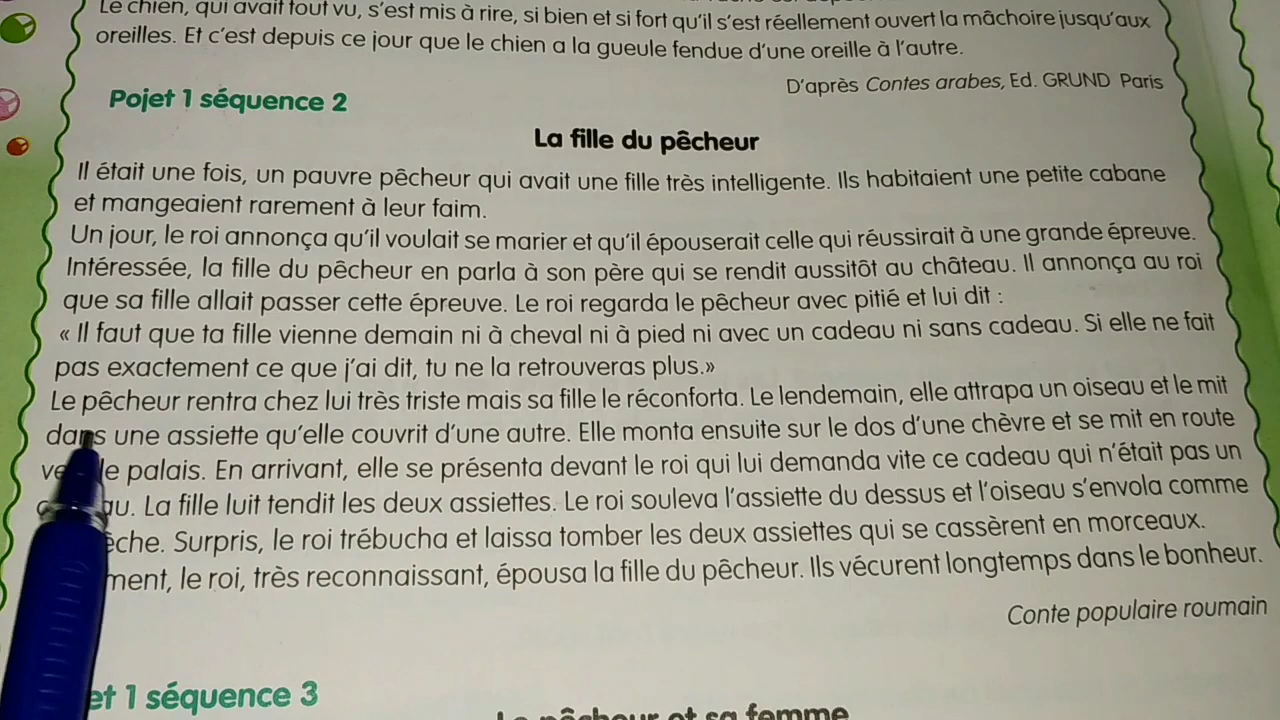 Le chien, qui avait tout vu, s'est mis à rire, si bien et si fort qu'il s'est réellement ouvert la mâchoire jusqu'aux
oreilles. Et c'est depuis ce jour que le chien a la gueule fendue d'une oreille à l'autre.
D'après Contes arabes, Ed. GRUND Paris
Pojet 1 séquence 2
La fille du pêcheur
Il était une fois, un pauvre pêcheur qui avait une fille très intelligente. Ils habitaient une petite cabane
et mangeaient rarement à leur faim.
Un jour, le roi annonça qu'il voulait se marier et qu'il épouserait celle qui réussirait à une grande épreuve.
Intéressée, la fille du pêcheur en parla à son père qui se rendit aussitôt au château. Il annonça au roi
que sa fille allait passer cette épreuve. Le roi regarda le pêcheur avec pitié et lui dit :
« Il faut que ta fille vienne demain ni à cheval ni à pied ni avec un cadeau ni sans cadeau. Si elle ne fait
pas exactement ce que j'ai dit, tu ne la retrouveras plus.»
Le pêcheur rentra chez lui très triste mais sa fille le réconforta. Le lendemain, elle attrapa un oiseau et le mit
dans une assiette qu'elle couvrit d'une autre. Elle monta ensuite sur le dos d'une chèvre et se mit en route
le palais. En arrivant, elle se présenta devant le roi qui lui demanda vite ce cadeau qui n'était pas un
La fille luit tendit les deux assiettes. Le roi souleva l'assiette du dessus et l'oiseau s'envola comme
Surpris, le roi trébucha et laissa tomber les deux assiettes qui se cassèrent en morceaux.
le roi, très reconnaissant, épousa la fille du pêcheur. Ils vécurent longtemps dans le bonheur.
Conte populaire roumain
1 séquence 3
pêcheur et sa femme